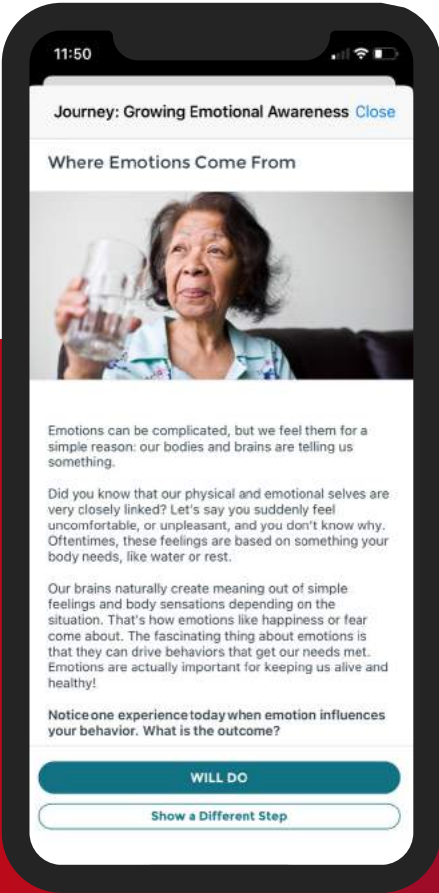 11:50
Journey: Growing Emotional Awareness Close
Where Emotions Come From
Emotions can be complicated, but we feel them for a
simple reason: our bodies and brains are telling us
something.
Did you know that our physical and emotional selves are
very closely linked? Let's say you suddenly feel
uncomfortable, or unpleasant, and you don't know why.
Oftentimes, these feelings are based on something your
body needs, like water or rest.
Our brains naturally create meaning out of simple
feelings and body sensations depending on the
situation. That's how emotions like happiness or fear
come about. The fascinating thing about emotions is
that they can drive behaviors that get our needs met.
Emotions are actually important for keeping us alive and
healthy!
Notice one experience today when emotion influences
your behavior. What is the outcome?
WILL DO
Show a Different Step